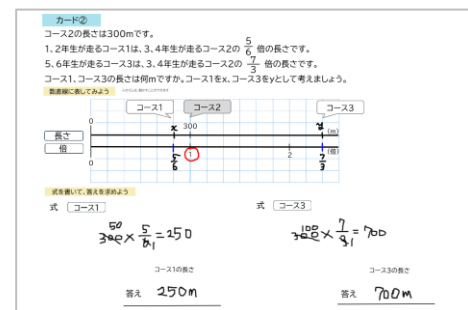 カード②
コース2の長さは300mです。
1、2年生が走るコース1は、3、4年生が走るコース2の 5/6 倍の長さです。
5、6年生が走るコース3は、3、4年生が走るコース2の 7/3 倍の長さです。
コース1、コース3の長さは何mですか。コース1をx、コース3をyとして考えましょう。
数直線に表してみよう
コース1 コース2 コース3
0 x 300 y (m)
長さ
倍
0 5/6 1 2 7/3 (倍)
式を書いて、答えを求めよう
式 コース1
式 コース3
50
300 × 5/6 1 = 250
100
300 × 7/3 1 = 700
コース1の長さ
答え 250m
コース3の長さ
答え 700m